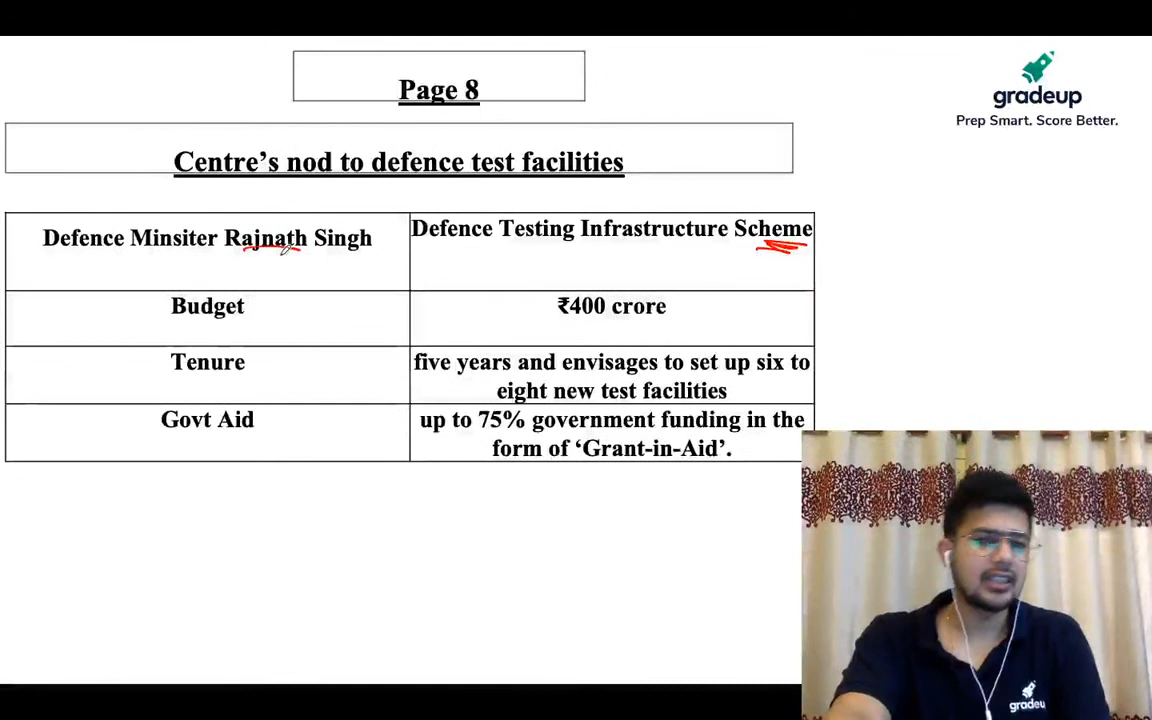 Page 8
gradeup
Prep Smart. Score Better.
Centre's nod to defence test facilities
Defence Minsiter Rajnath Singh
Defence Testing Infrastructure Scheme
Budget
₹400 crore
Tenure
five years and envisages to set up six to
eight new test facilities
Govt Aid
up to 75% government funding in the
form of ‘Grant-in-Aid’.
gradeu